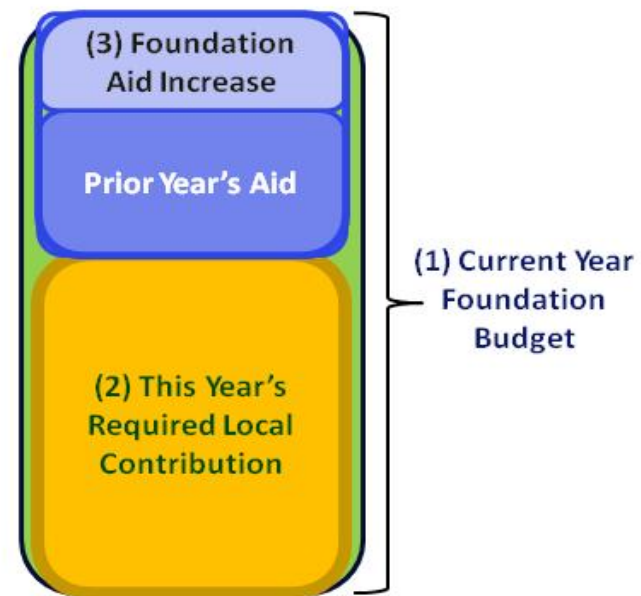 (3) Foundation
Aid Increase
Prior Year's Aid
(1) Current Year
Foundation
Budget
(2) This Year's
Required Local
Contribution